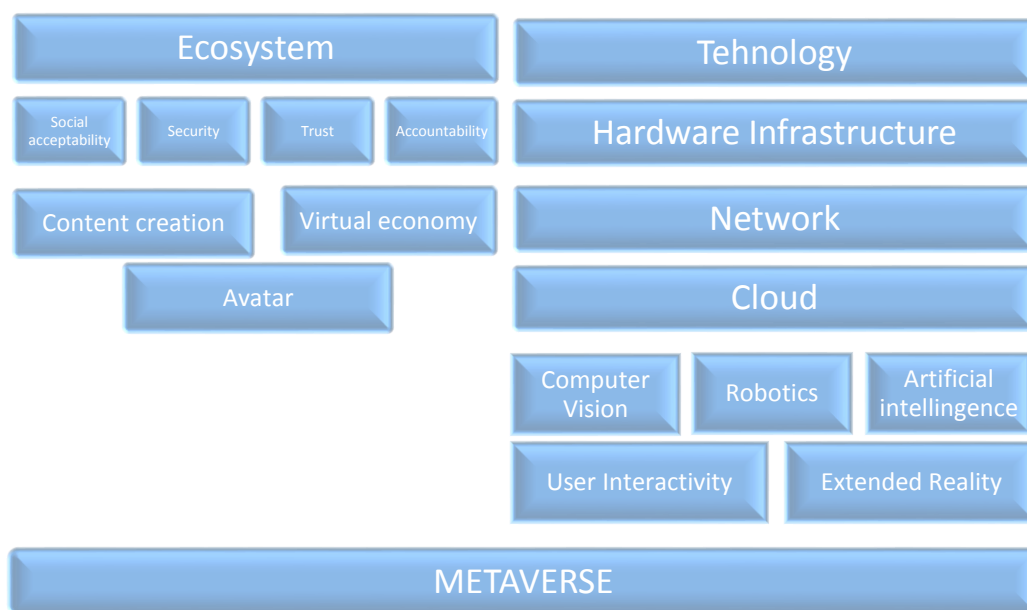 Ecosystem
Social
acceptability
Security
Trust
Accountability
Content creation
Virtual economy
Avatar
Tehnology
Hardware Infrastructure
Network
Cloud
Computer
Vision
Robotics
Artificial
intellingence
User Interactivity
Extended Reality
METAVERSE